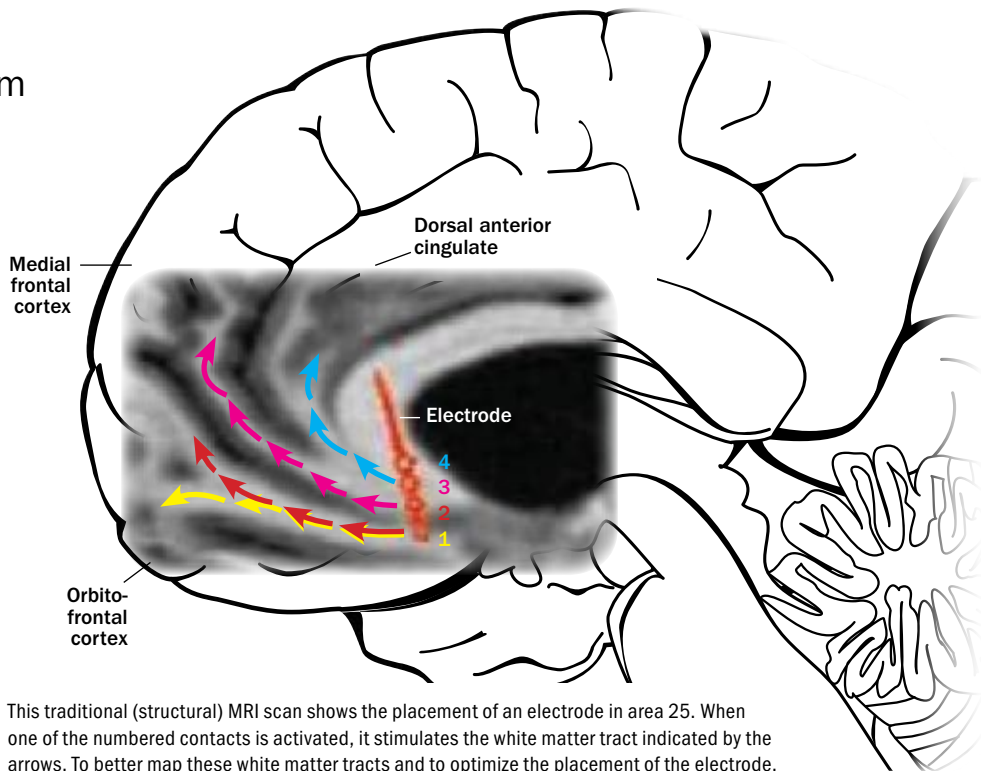 m
Dorsal anterior
cingulate
Medial
frontal
cortex
Electrode
4
3
2
1
Orbito-
frontal
cortex
This traditional (structural) MRI scan shows the placement of an electrode in area 25. When
one of the numbered contacts is activated, it stimulates the white matter tract indicated by the
arrows. To better map these white matter tracts and to optimize the placement of the electrode,